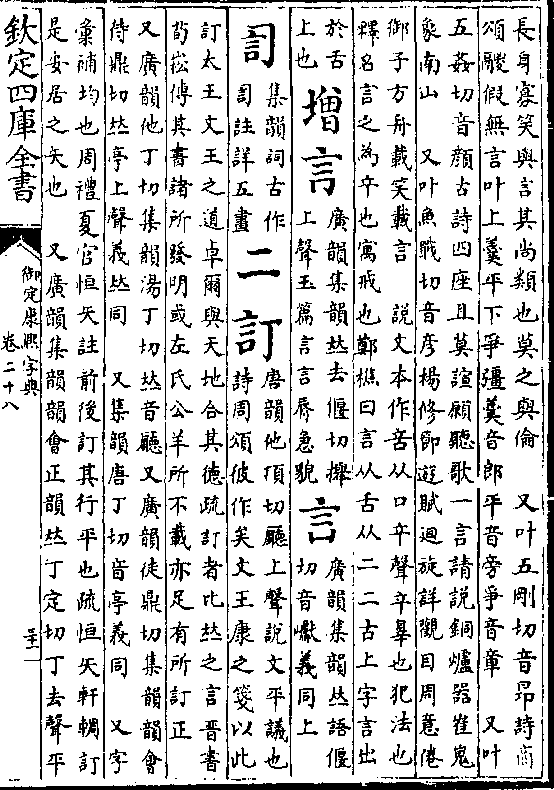 長身寡笑與言其尚類也莫之與倫　又叶五剛切音昂詩商
頌鬷假無言叶上羹平下爭彊羹音郎平音旁爭音章　又叶
五姦切音顔古詩四座且莫諠願聽歌一言請說銅爐器崔嵬
象南山　又叶魚戰切音彥楊修節遊賦迴旋詳觀目周意倦
御子方舟載笑載言　說文本作䇂从口䇂聲䇂辠也犯法也
釋名言之為卒也寓戒也鄭樵曰言从舌从二二古上字言出
於舌
上也
增
言
廣韻集韻𠀤去偃切攑
上聲玉篇言言脣急貌
言
廣韻集韻𠀤語偃
切音巘義同上
集韻詞古作
註詳五畫
二
訂
唐韻他頂切聽上聲說文平議也
詩周頌彼作矣文王康之箋以此
訂太王文王之道卓爾與天地合其德疏訂者比𠀤之言晉書
荀崧傳其書諸所發明或左氏公羊所不載亦足有所訂正
又廣韻他丁切集韻湯丁切𠀤音聽又廣韻徒鼎切集韻韻會
待鼎切𠀤亭上聲義𠀤同　又集韻唐丁切音亭義同　又字
彙補均也周禮夏官恒矢註前後訂其行平也疏恒矢軒輖訂
是安居之矢也　又廣韻集韻韻會正韻𠀤丁定切丁去聲平
欽定四庫全書
御定康熙字典
卷二十八